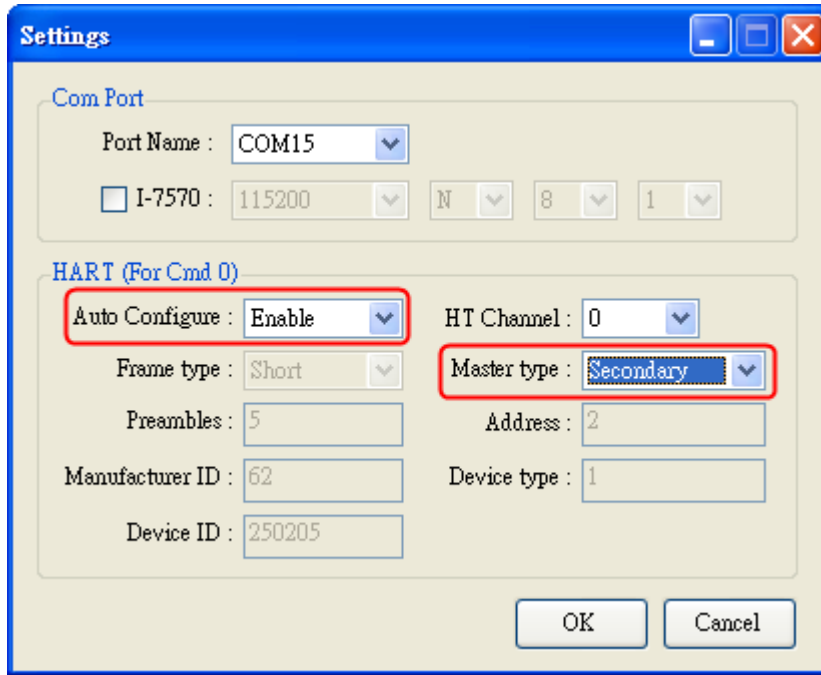 Settings
Com Port
Port Name : COM15
I-7570 : 115200 N 8 1
HART (For Cmd 0)
Auto Configure : Enable HT Channel : 0
Frame type : Short Master type : Secondary
Preambles : 5 Address : 2
Manufacturer ID : 62 Device type : 1
Device ID : 250205
OK Cancel